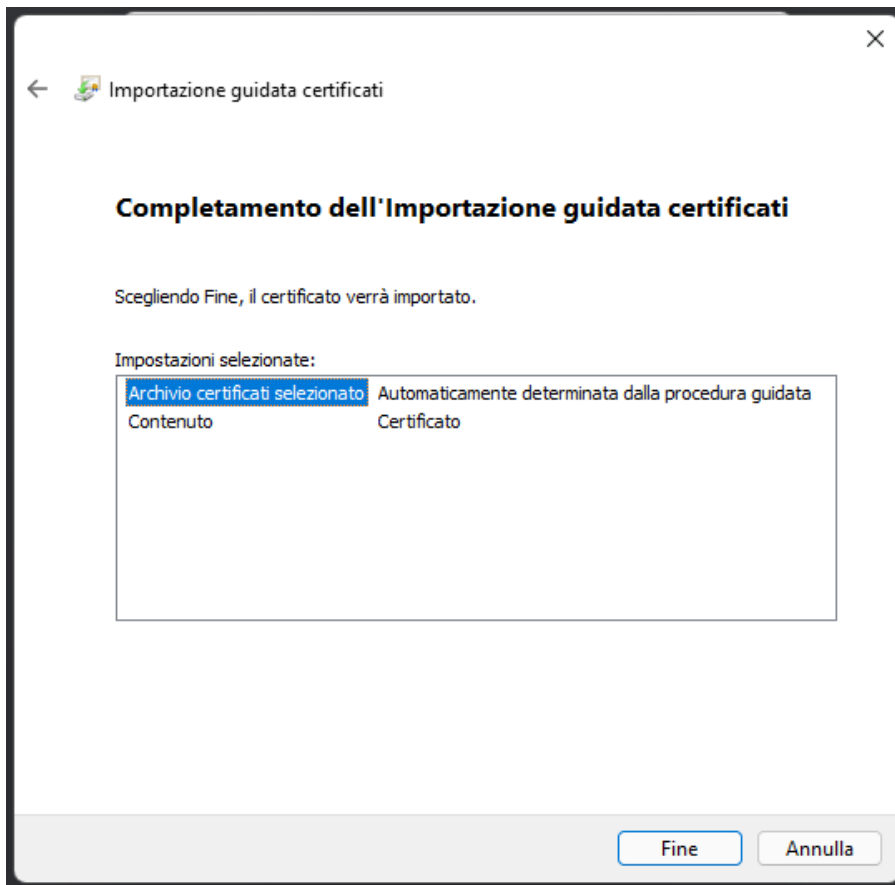 Importazione guidata certificati
Completamento dell'Importazione guidata certificati
Scegliendo Fine, il certificato verrà importato.
Impostazioni selezionate:
Archivio certificati selezionato Automaticamente determinata dalla procedura guidata
Contenuto Certificato
Fine Annulla